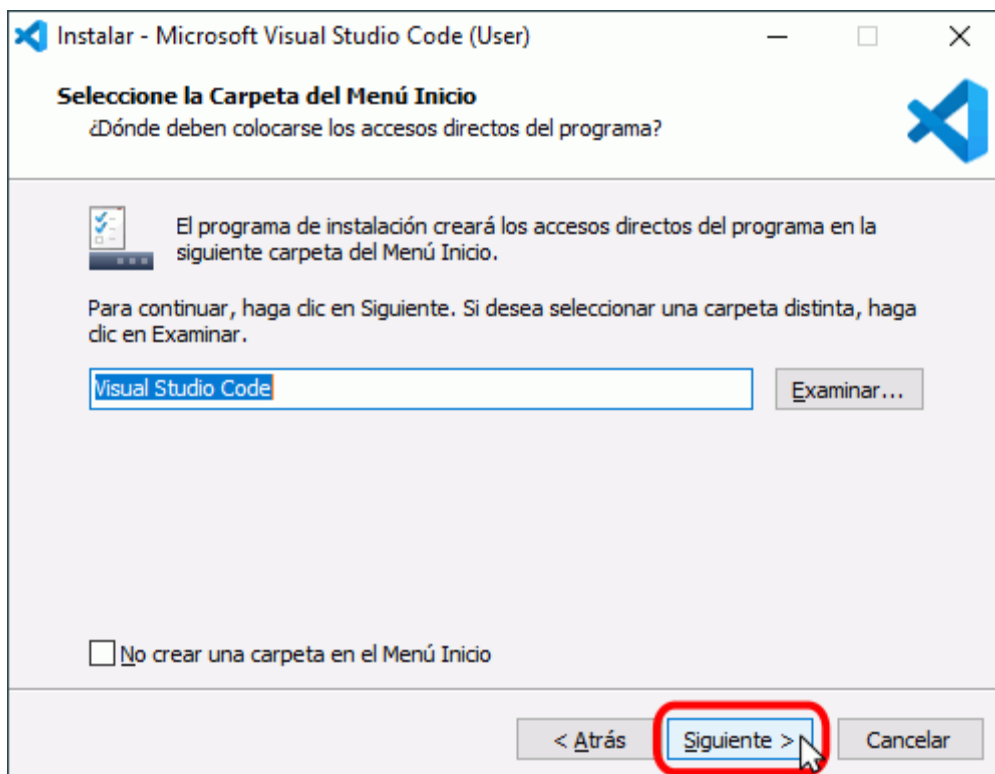 Instalar - Microsoft Visual Studio Code (User)
Seleccione la Carpeta del Menú Inicio
¿Dónde deben colocarse los accesos directos del programa?
El programa de instalación creará los accesos directos del programa en la
siguiente carpeta del Menú Inicio.
Para continuar, haga clic en Siguiente. Si desea seleccionar una carpeta distinta, haga
clic en Examinar.
Visual Studio Code
Examinar...
No crear una carpeta en el Menú Inicio
< Atrás
Siguiente >
Cancelar